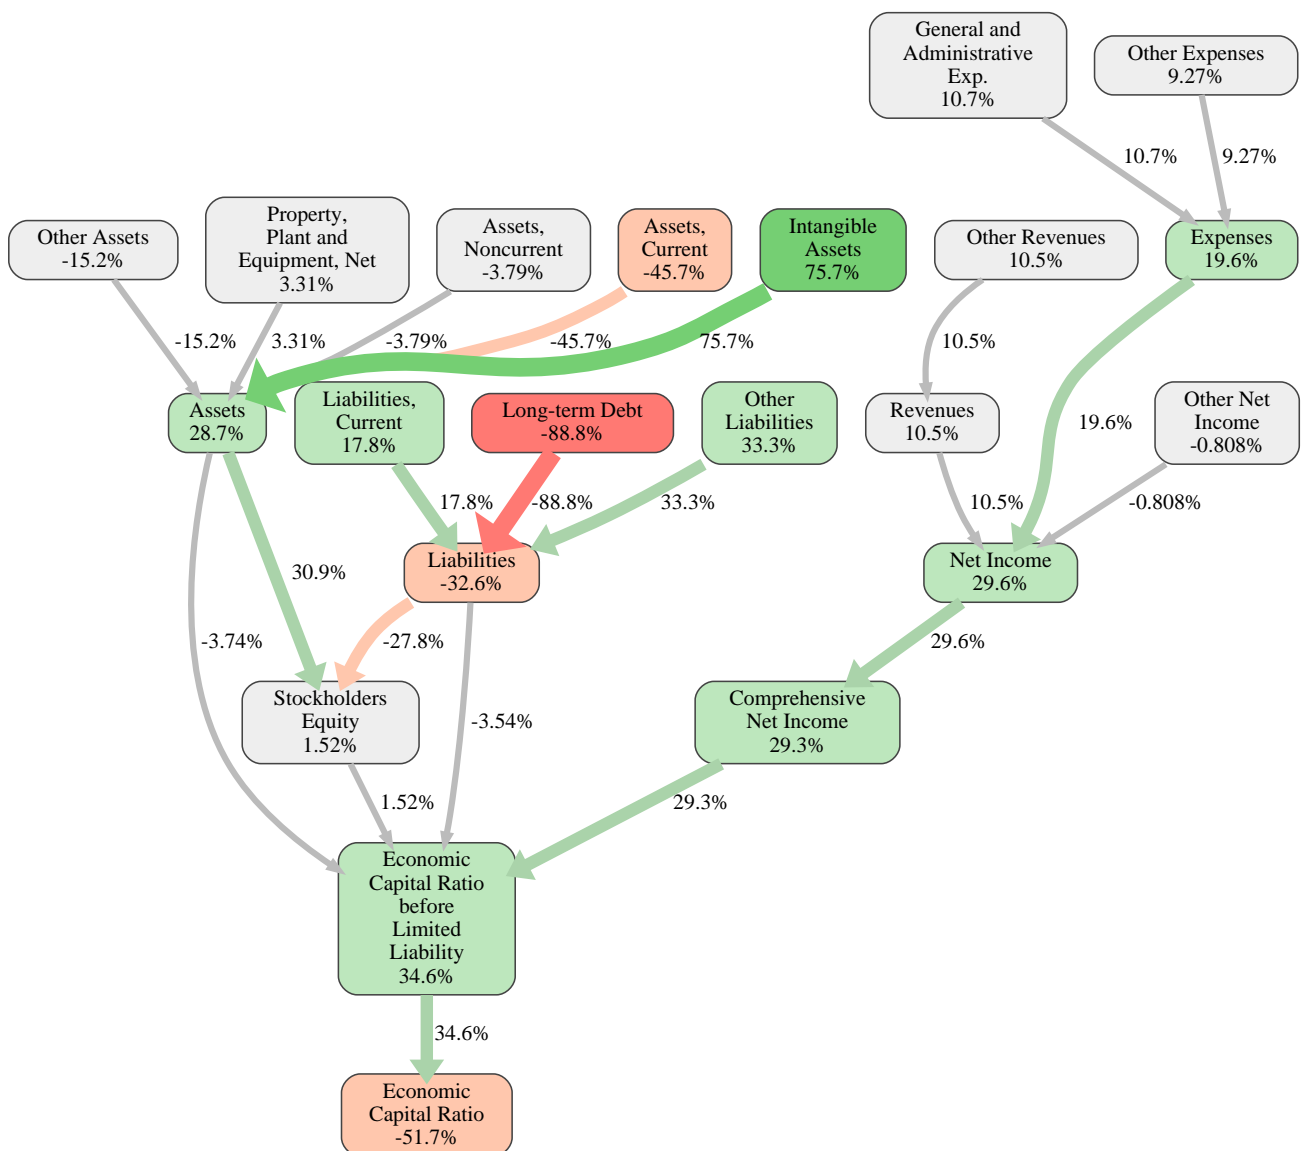 General and
Administrative
Exp.
10.7%
Other Expenses
9.27%
10.7%
9.27%
Other Assets
-15.2%
Property,
Plant and
Equipment, Net
3.31%
Assets,
Noncurrent
-3.79%
Assets,
Current
-45.7%
Intangible
Assets
75.7%
Other Revenues
10.5%
Expenses
19.6%
-15.2%
3.31%
-3.79%
-45.7%
75.7%
10.5%
Assets
28.7%
Liabilities,
Current
17.8%
Long-term Debt
-88.8%
Other
Liabilities
33.3%
Revenues
10.5%
19.6%
Other Net
Income
-0.808%
17.8%
-88.8%
33.3%
10.5%
-0.808%
30.9%
Liabilities
-32.6%
Net Income
29.6%
-3.74%
-27.8%
29.6%
Stockholders
Equity
1.52%
-3.54%
Comprehensive
Net Income
29.3%
1.52%
29.3%
Economic
Capital Ratio
before
Limited
Liability
34.6%
34.6%
Economic
Capital Ratio
-51.7%